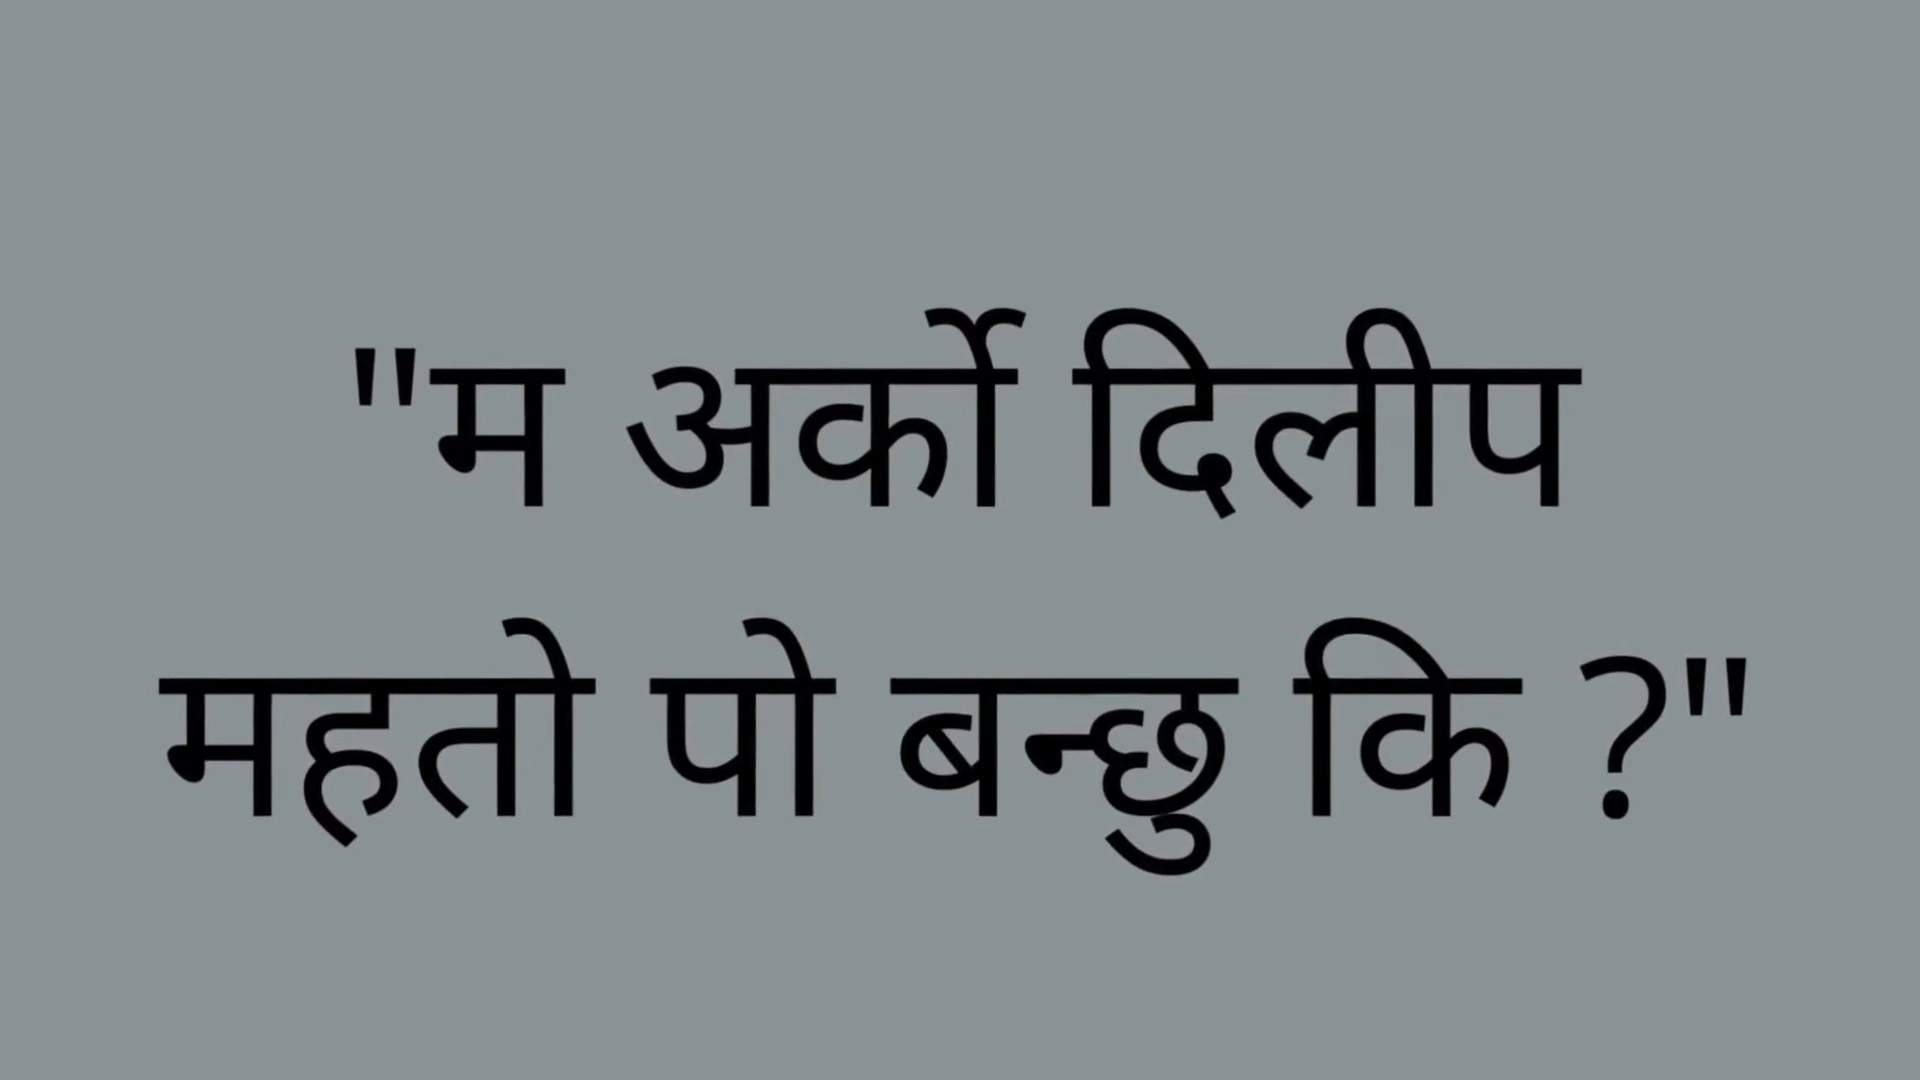 "म अर्को दिलीप
महतो पो बन्छु कि ?"